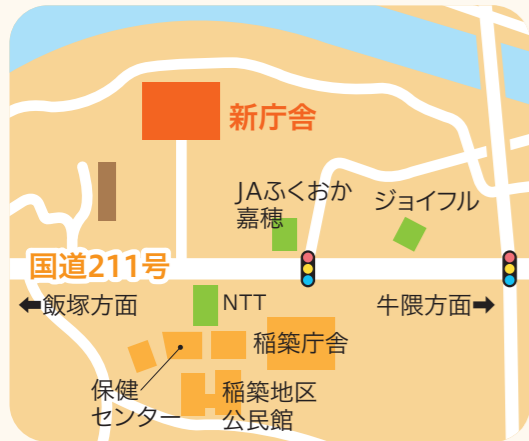 新庁舎
JAふくおか
嘉穂
ジョイフル
国道211号
⬅飯塚方面
NTT
牛隈方面➡
稲築庁舎
保健
センター
稲築地区
公民館